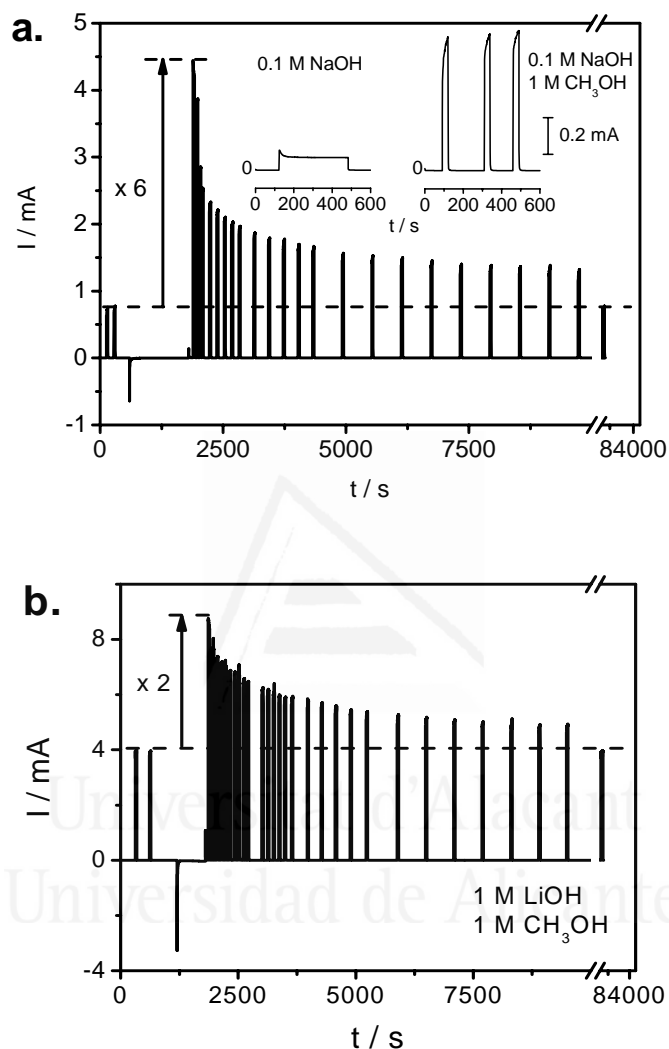 a.
5
4
3
2
1
0
-1
I / mA
x 6
0.1 M NaOH
0
0 200 400 600
t / s
0.1 M NaOH
1 M CH3OH
0.2 mA
0
0 200 400 600
0 2500 5000 7500 84000
t / s
b.
8
4
0
-4
I / mA
x 2
1 M LiOH
1 M CH3OH
0 2500 5000 7500 84000
t / s
Universitat d'Alacant
Universidad de Alicante